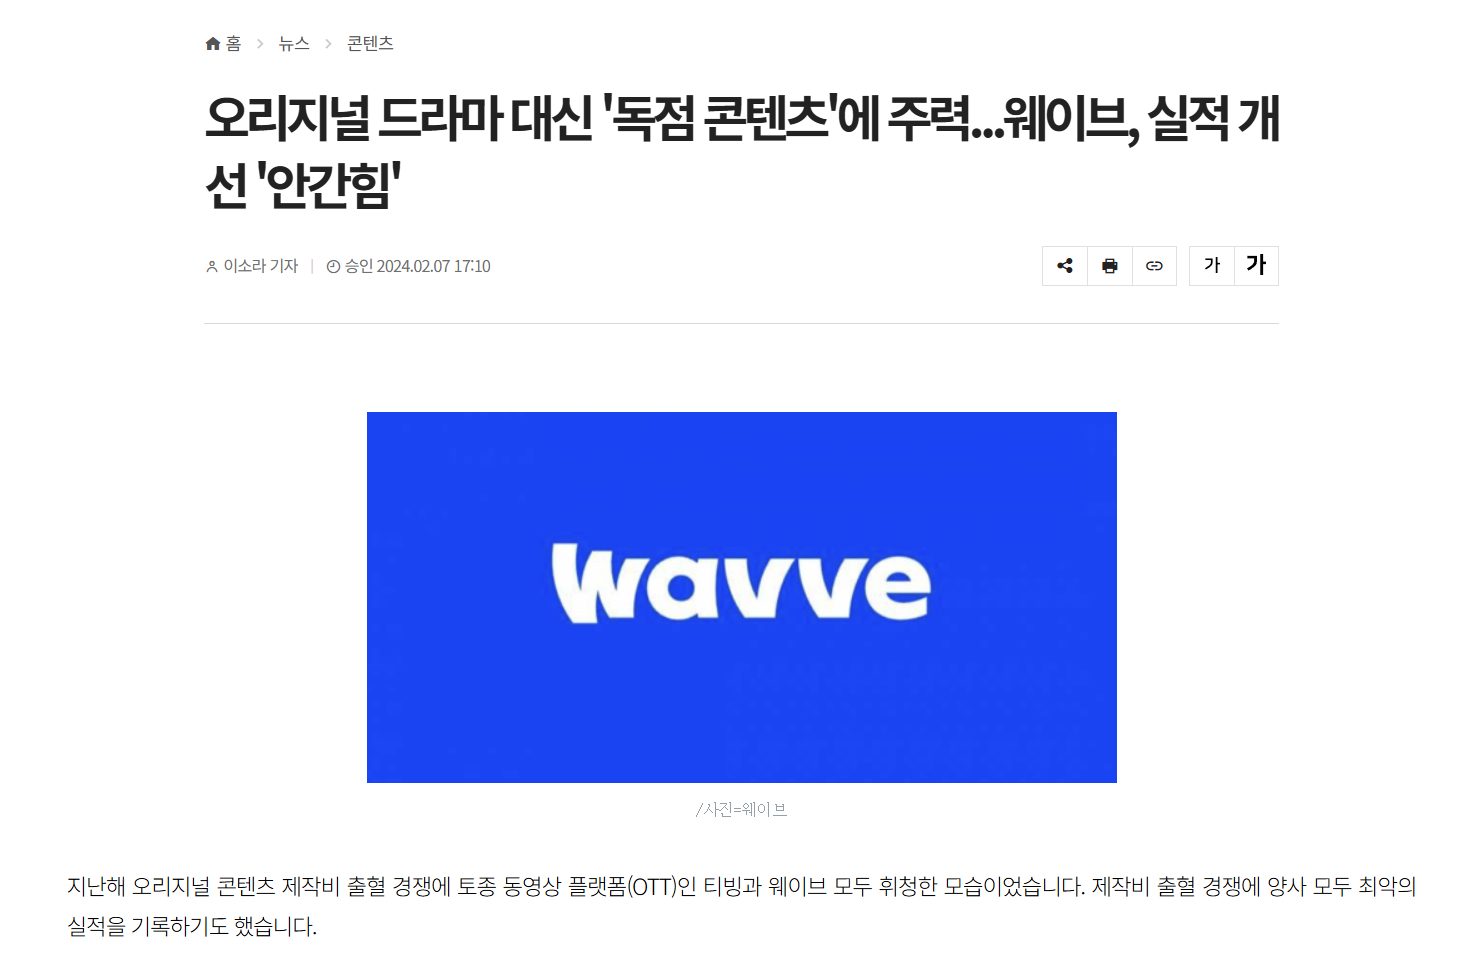 홈 > 뉴스 > 콘텐츠
오리지널 드라마 대신 '독점 콘텐츠'에 주력...웨이브, 실적 개
선 '안간힘'
이소라 기자 | 승인 2024.02.07 17:10
가 가
wavve
/사진=웨이브
지난해 오리지널 콘텐츠 제작비 출혈 경쟁에 토종 동영상 플랫폼(OTT)인 티빙과 웨이브 모두 휘청한 모습이었습니다. 제작비 출혈 경쟁에 양사 모두 최악의
실적을 기록하기도 했습니다.